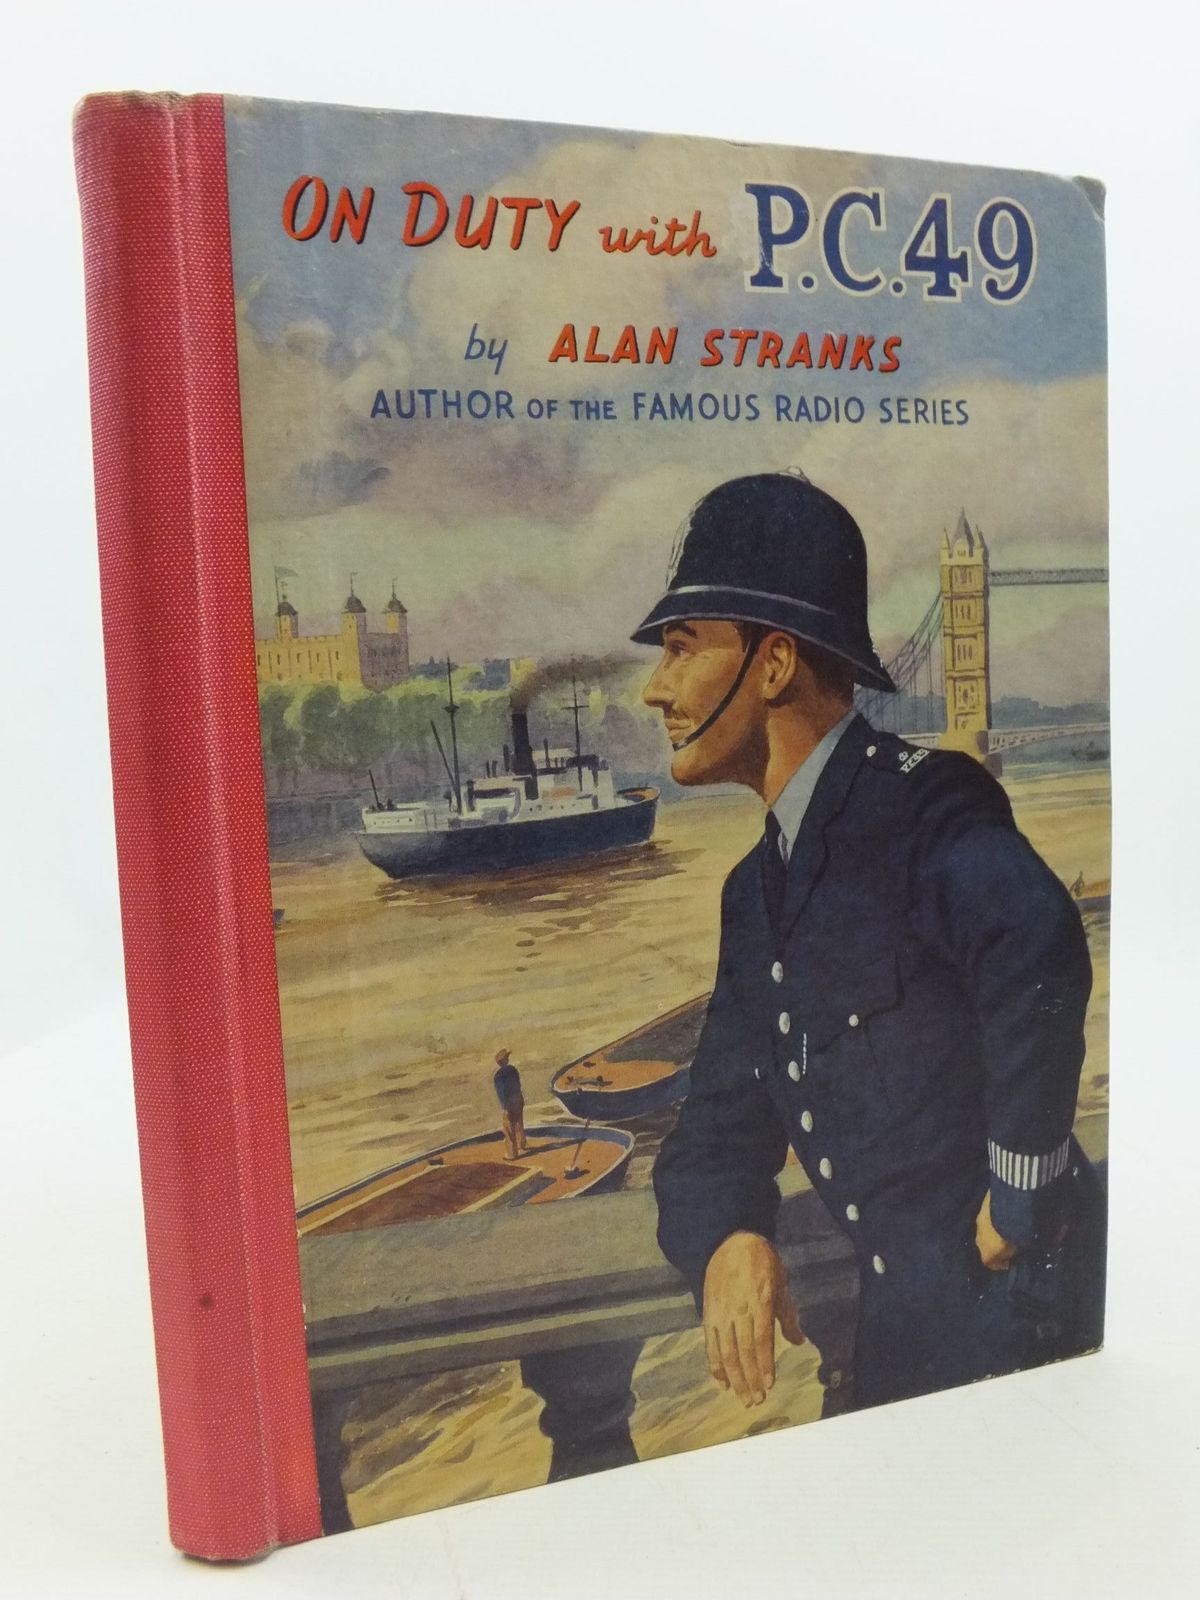 ON DUTY with P.C.49
by ALAN STRANKS
AUTHOR OF THE FAMOUS RADIO SERIES